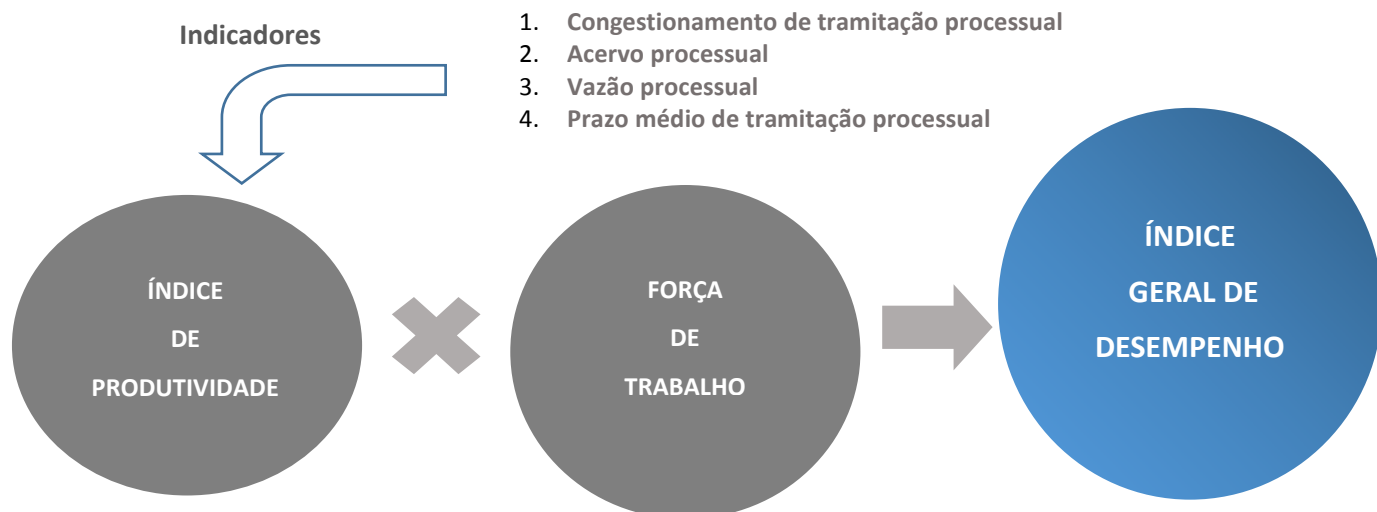 Indicadores
1. Congestionamento de tramitação processual
2. Acervo processual
3. Vazão processual
4. Prazo médio de tramitação processual
ÍNDICE
DE
PRODUTIVIDADE
FORÇA
DE
TRABALHO
ÍNDICE
GERAL DE
DESEMPENHO